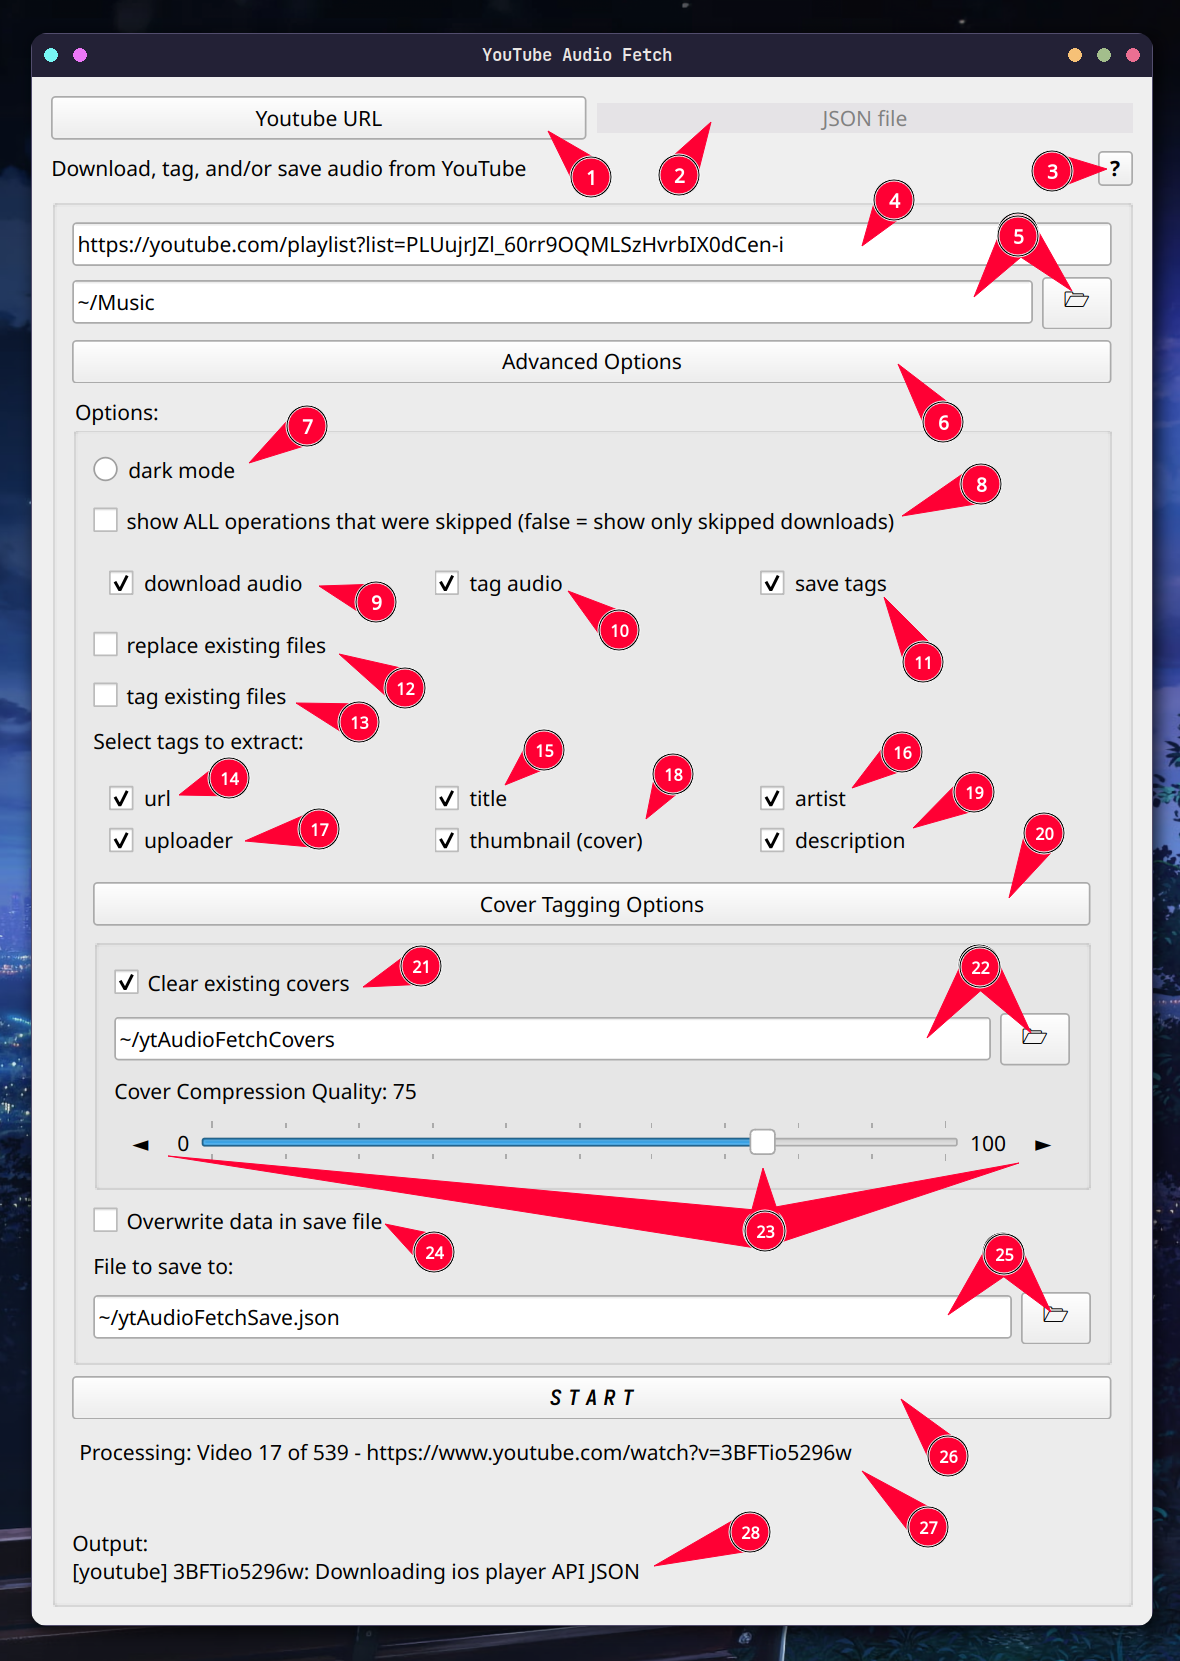 YouTube Audio Fetch
Youtube URL
JSON file
1
2
Download, tag, and/or save audio from YouTube
3
?
4
https://youtube.com/playlist?list=PLUujrJZl_60rr9OQMLSzHvrbIX0dCen-i
5
~/Music
Advanced Options
6
Options:
7
dark mode
8
show ALL operations that were skipped (false = show only skipped downloads)
download audio
tag audio
save tags
9
10
11
replace existing files
12
tag existing files
13
Select tags to extract:
14
15
16
url
title
artist
17
18
19
uploader
thumbnail (cover)
description
20
Cover Tagging Options
21
Clear existing covers
22
~/ytAudioFetchCovers
Cover Compression Quality: 75
◄ 0 100 ►
23
Overwrite data in save file
24
File to save to:
25
~/ytAudioFetchSave.json
START
26
Processing: Video 17 of 539 - https://www.youtube.com/watch?v=3BFTio5296w
27
28
Output:
[youtube] 3BFTio5296w: Downloading ios player API JSON